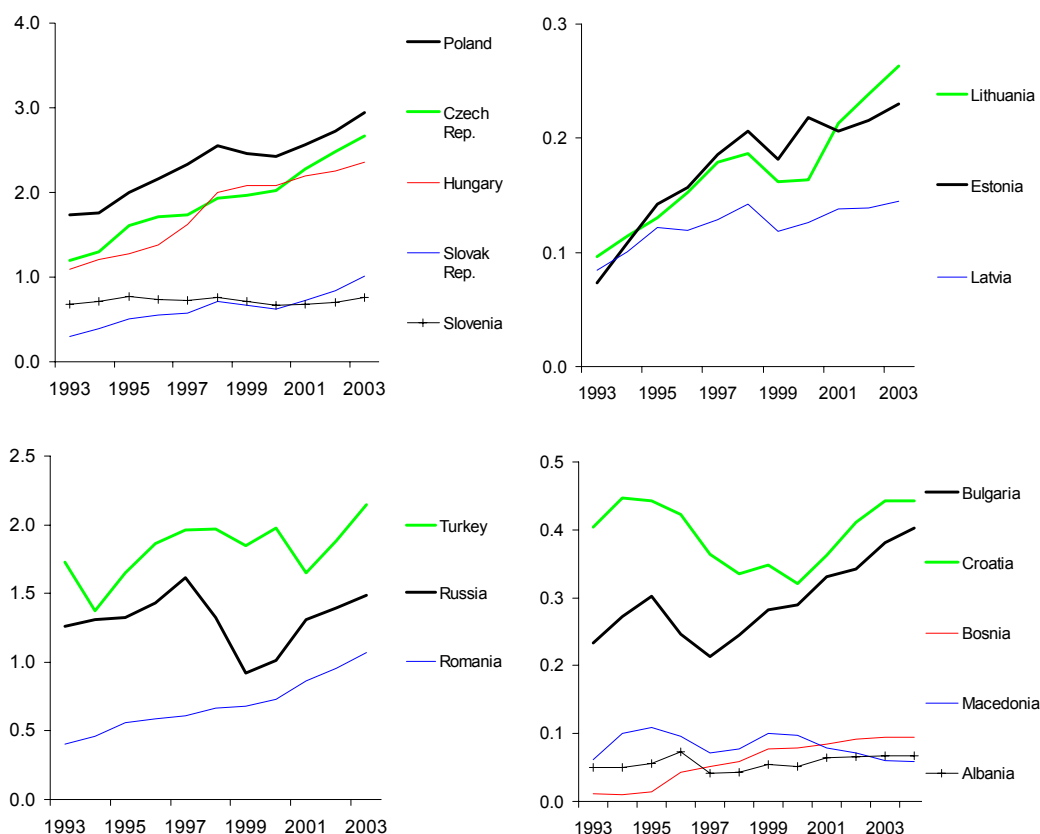 4.0
3.0
2.0
1.0
0.0
1993 1995 1997 1999 2001 2003
Poland
Czech
Rep.
Hungary
Slovak
Rep.
Slovenia
0.3
0.2
0.1
0.0
1993 1995 1997 1999 2001 2003
Lithuania
Estonia
Latvia
2.5
2.0
1.5
1.0
0.5
0.0
1993 1995 1997 1999 2001 2003
Turkey
Russia
Romania
0.5
0.4
0.3
0.2
0.1
0.0
1993 1995 1997 1999 2001 2003
Bulgaria
Croatia
Bosnia
Macedonia
Albania